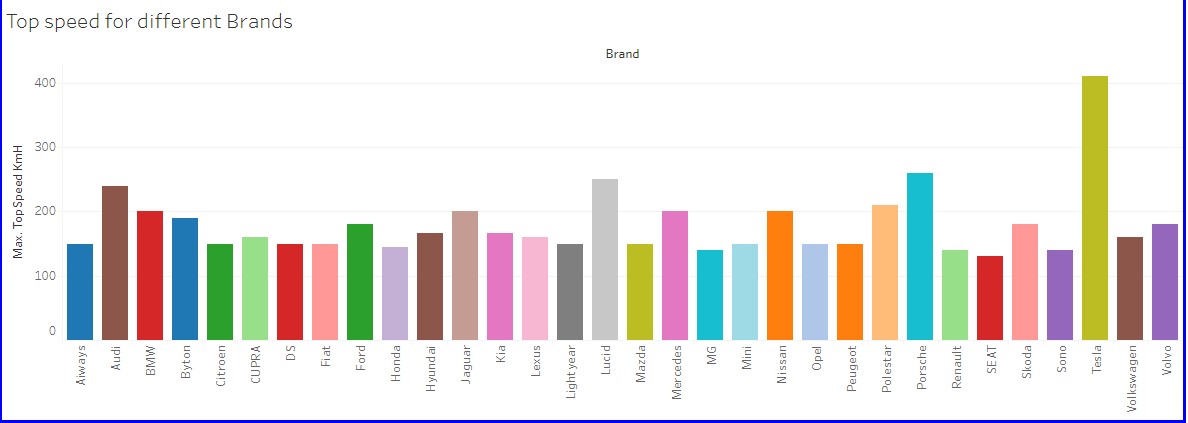 Top speed for different Brands
Brand
Max. Top Speed KmH
400
300
200
100
0
Aiways
Audi
BMW
Byton
Citroen
CUPRA
DS
Fiat
Ford
Honda
Hyundai
Jaguar
Kia
Lexus
Lightyear
Lucid
Mazda
Mercedes
MG
Mini
Nissan
Opel
Peugeot
Polestar
Porsche
Renault
SEAT
Skoda
Sono
Tesla
Volkswagen
Volvo